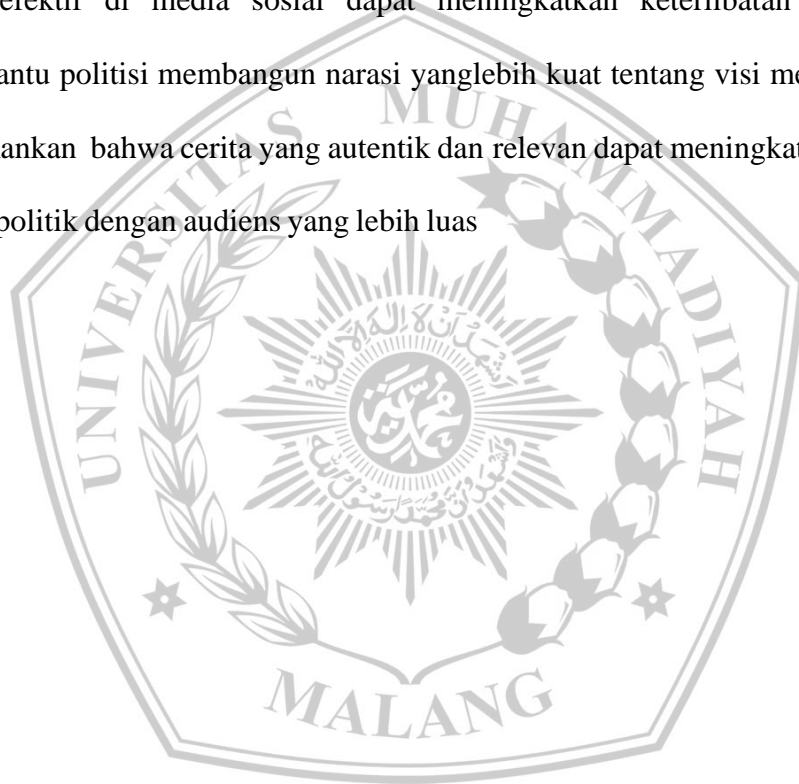 efektif di media sosial dapat meningkatkan keterlibatan
antu politisi membangun narasi yanglebih kuat tentang visi me
ankan bahwa cerita yang autentik dan relevan dapat meningkat
politik dengan audiens yang lebih luas
UNIVERSITAS MUHAMMADIYAH
MALANG